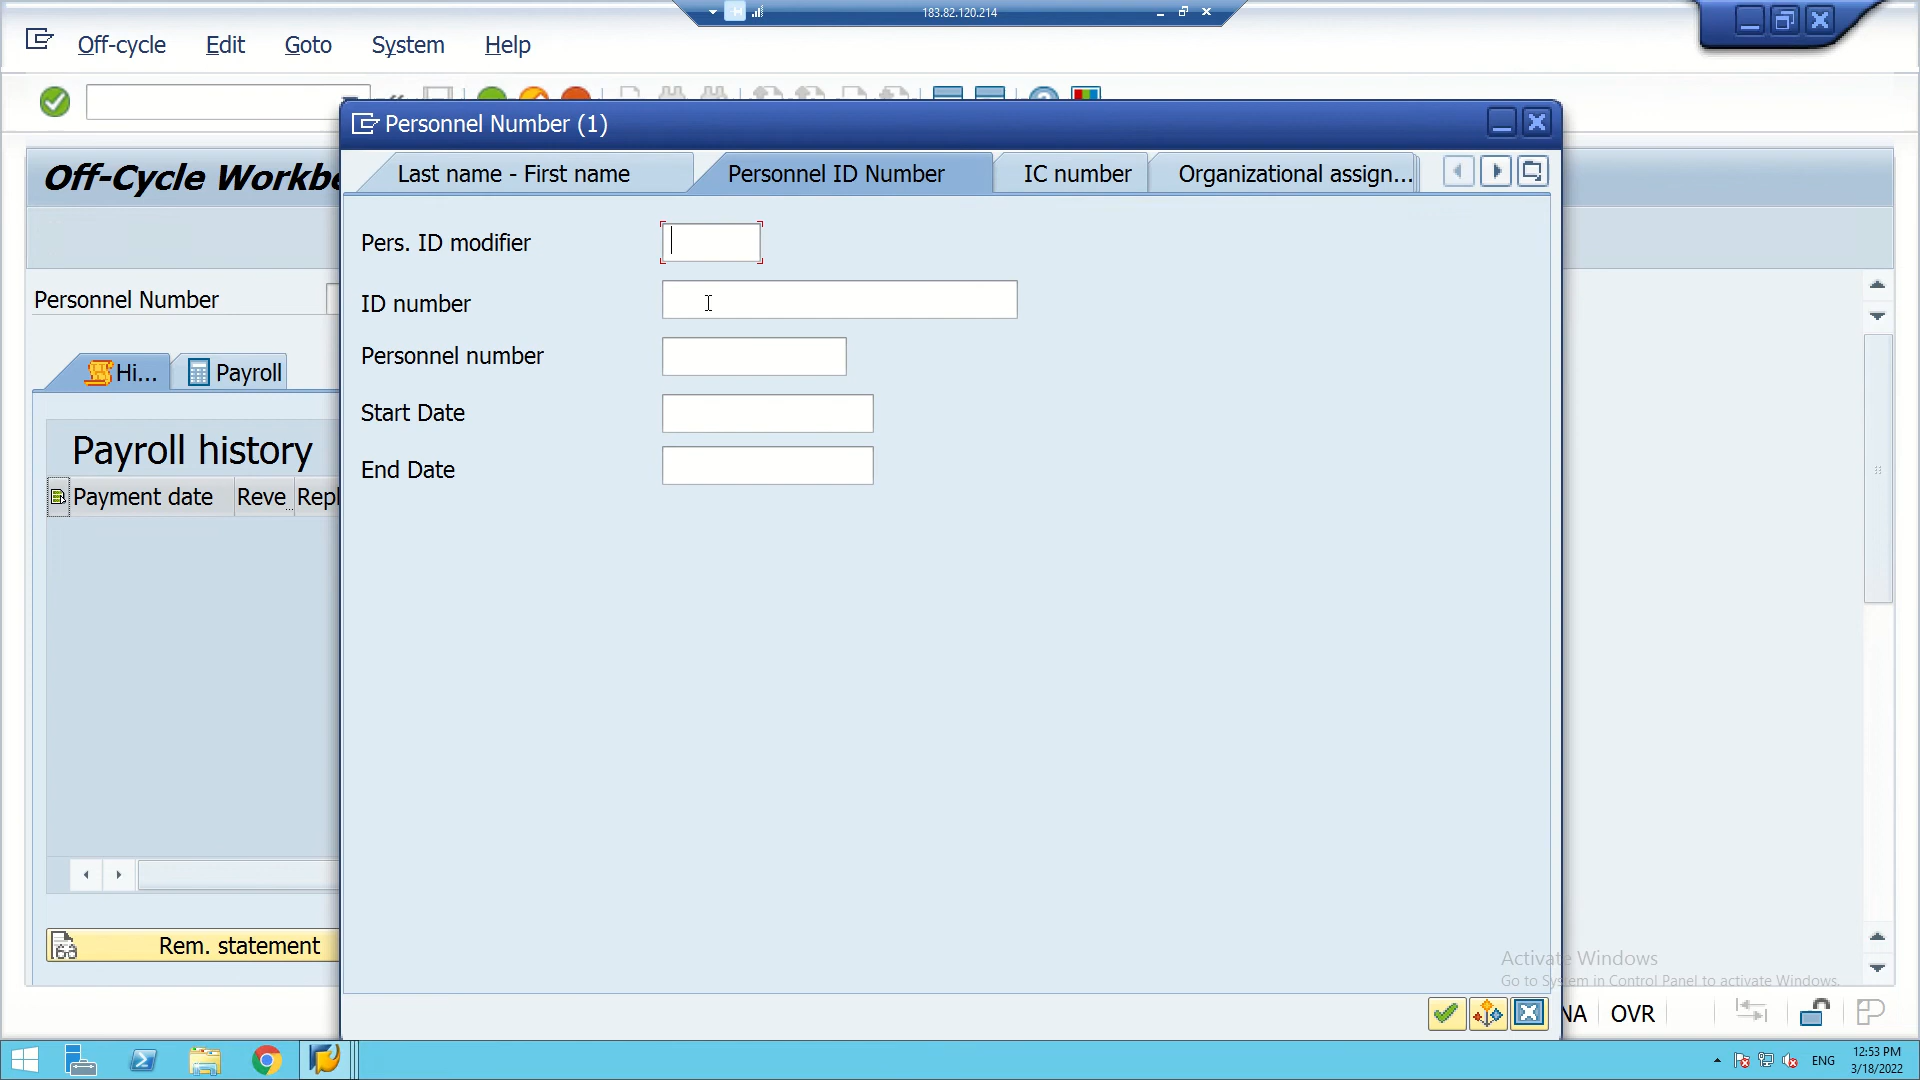 183.82.120.214
Off-cycle Edit Goto System Help
Personnel Number (1)
Off-Cycle Workbe
Last name - First name Personnel ID Number IC number Organizational assign...
Pers. ID modifier
Personnel Number
ID number
Personnel number
Hi... Payroll
Start Date
Payroll history
End Date
Payment date Reve.. Repl
Rem. statement
Activate Windows
Go to System in Control Panel to activate Windows.
NA OVR
ENG
12:53 PM
3/18/2022